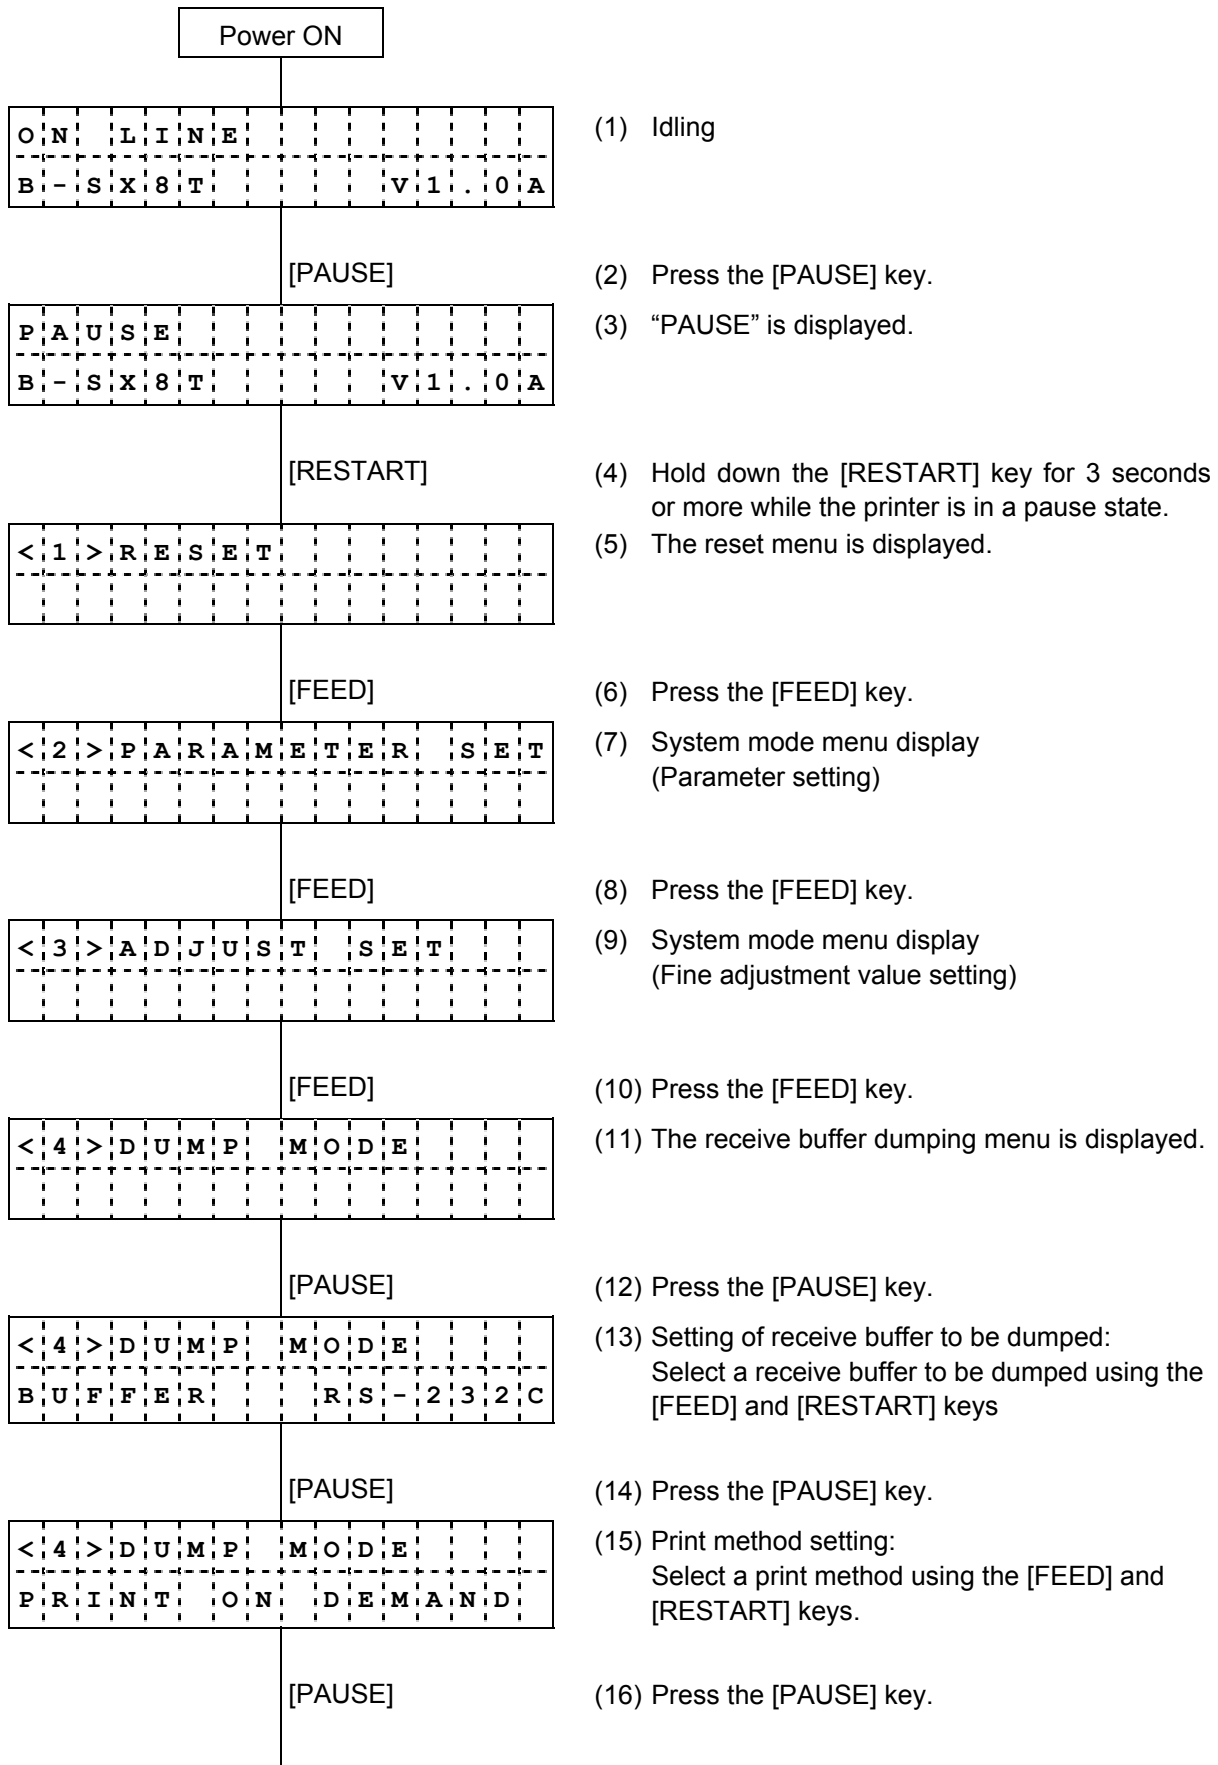 Power ON
ON LINE
B-SX8T V1.0A
(1) Idling
[PAUSE]
(2) Press the [PAUSE] key.
PAUSE
B-SX8T V1.0A
(3) “PAUSE” is displayed.
[RESTART]
(4) Hold down the [RESTART] key for 3 seconds
or more while the printer is in a pause state.
<1>RESET
(5) The reset menu is displayed.
[FEED]
(6) Press the [FEED] key.
<2>PARAMETER SET
(7) System mode menu display
(Parameter setting)
[FEED]
(8) Press the [FEED] key.
<3>ADJUST SET
(9) System mode menu display
(Fine adjustment value setting)
[FEED]
(10) Press the [FEED] key.
<4>DUMP MODE
(11) The receive buffer dumping menu is displayed.
[PAUSE]
(12) Press the [PAUSE] key.
<4>DUMP MODE
BUFFER RS-232C
(13) Setting of receive buffer to be dumped:
Select a receive buffer to be dumped using the
[FEED] and [RESTART] keys
[PAUSE]
(14) Press the [PAUSE] key.
<4>DUMP MODE
PRINT ON DEMAND
(15) Print method setting:
Select a print method using the [FEED] and
[RESTART] keys.
[PAUSE]
(16) Press the [PAUSE] key.